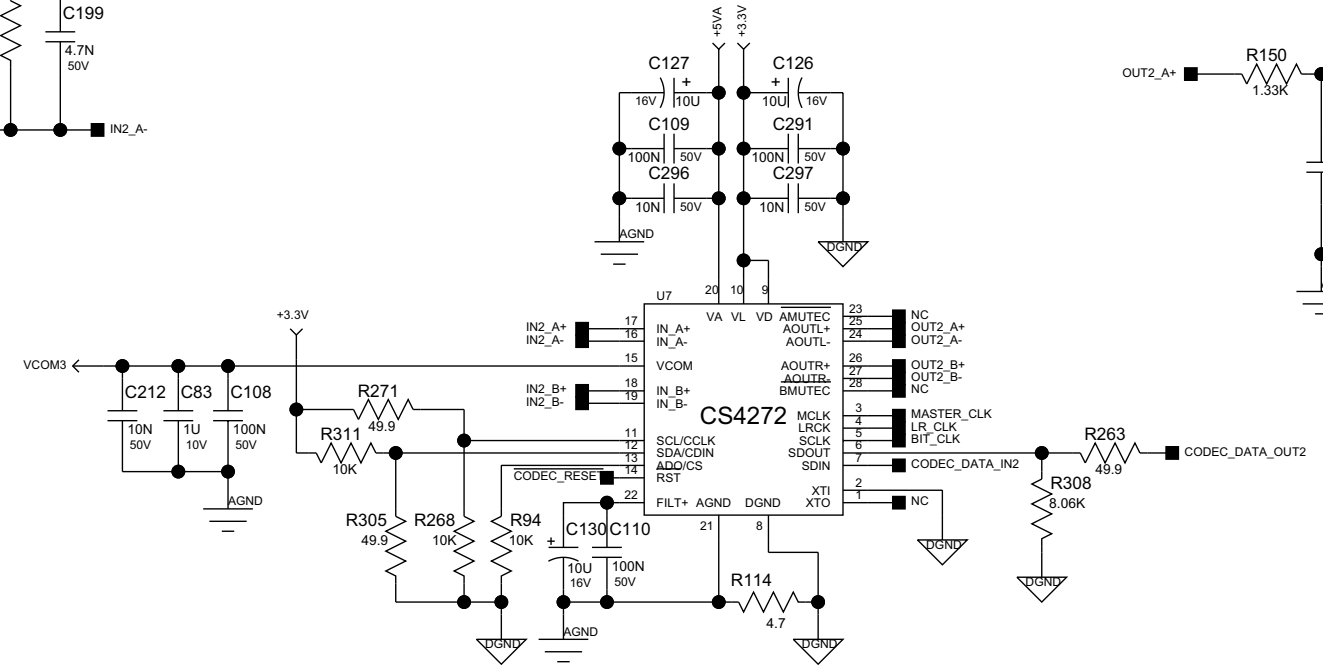 C199
4.7N
50V
IN2_A-
+5VA
+3.3V
C127
+
16V
10U
C109
100N
50V
C296
10N
50V
AGND
C126
+
10U
16V
C291
100N
50V
C297
10N
50V
DGND
OUT2_A+
R150
1.33K
U7
20
10
9
VA
VL
VD
AMUTEC
23
NC
AOUTL+
25
OUT2_A+
AOUTL-
24
OUT2_A-
AOUTR+
26
OUT2_B+
AOUTR-
27
OUT2_B-
BMUTEC
28
NC
CS4272
MCLK
3
MASTER_CLK
LRCK
4
LR_CLK
SCLK
5
BIT_CLK
SDOUT
6
SDIN
7
CODEC_DATA_IN2
XTI
2
XTO
1
NC
IN2_A+
17
IN_A+
IN2_A-
16
IN_A-
15
VCOM
IN2_B+
18
IN_B+
IN2_B-
19
IN_B-
11
SCL/CCLK
12
SDA/CDIN
13
ADO/CS
CODEC_RESET
14
RST
22
FILT+
AGND
DGND
21
8
+3.3V
VCOM3
C212
10N
50V
C83
1U
10V
C108
100N
50V
AGND
R271
49.9
R311
10K
R305
49.9
R268
10K
R94
10K
DGND
C130
+
10U
16V
C110
100N
50V
AGND
R114
4.7
DGND
DGND
R263
49.9
CODEC_DATA_OUT2
R308
8.06K
DGND